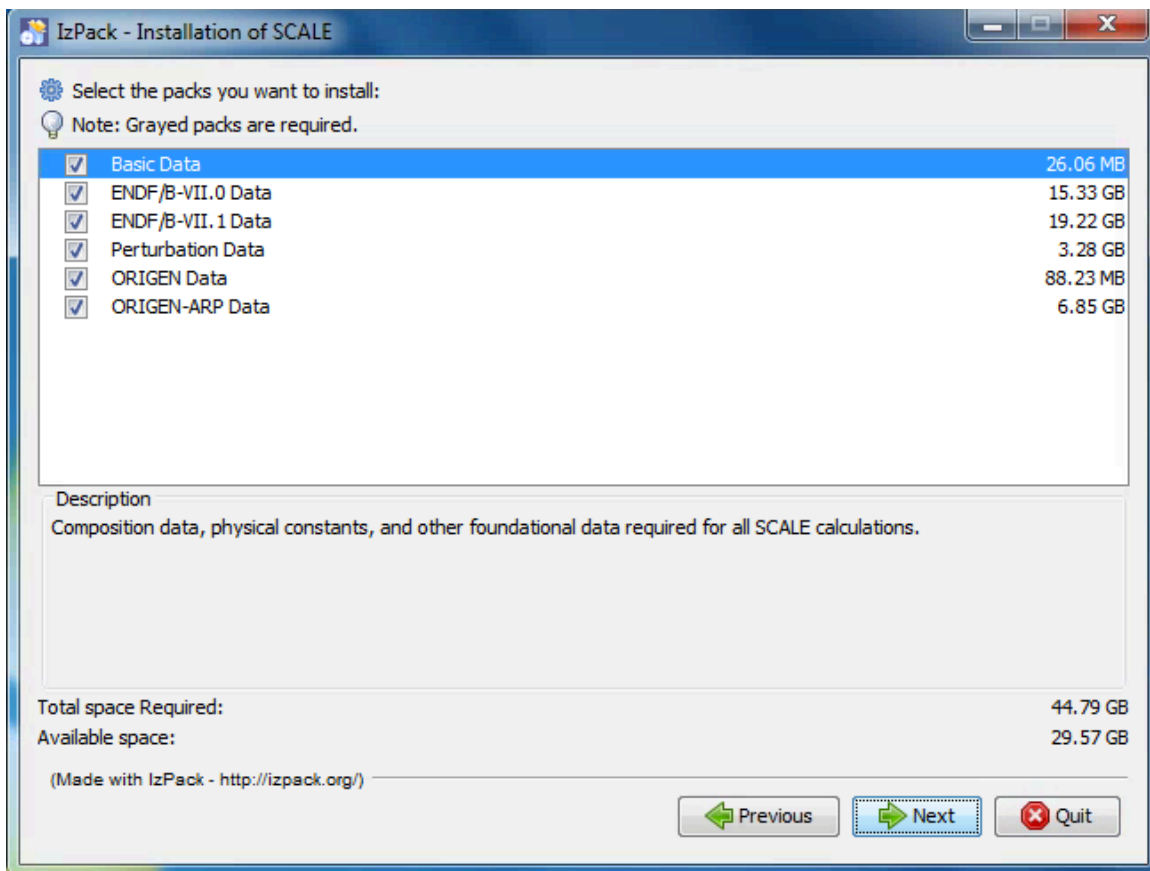 IzPack - Installation of SCALE
Select the packs you want to install:
Note: Grayed packs are required.
Basic Data 26.06 MB
ENDF/B-VII.0 Data 15.33 GB
ENDF/B-VII.1 Data 19.22 GB
Perturbation Data 3.28 GB
ORIGEN Data 88.23 MB
ORIGEN-ARP Data 6.85 GB
Description
Composition data, physical constants, and other foundational data required for all SCALE calculations.
Total space Required: 44.79 GB
Available space: 29.57 GB
(Made with IzPack - http://izpack.org/)
Previous Next Quit